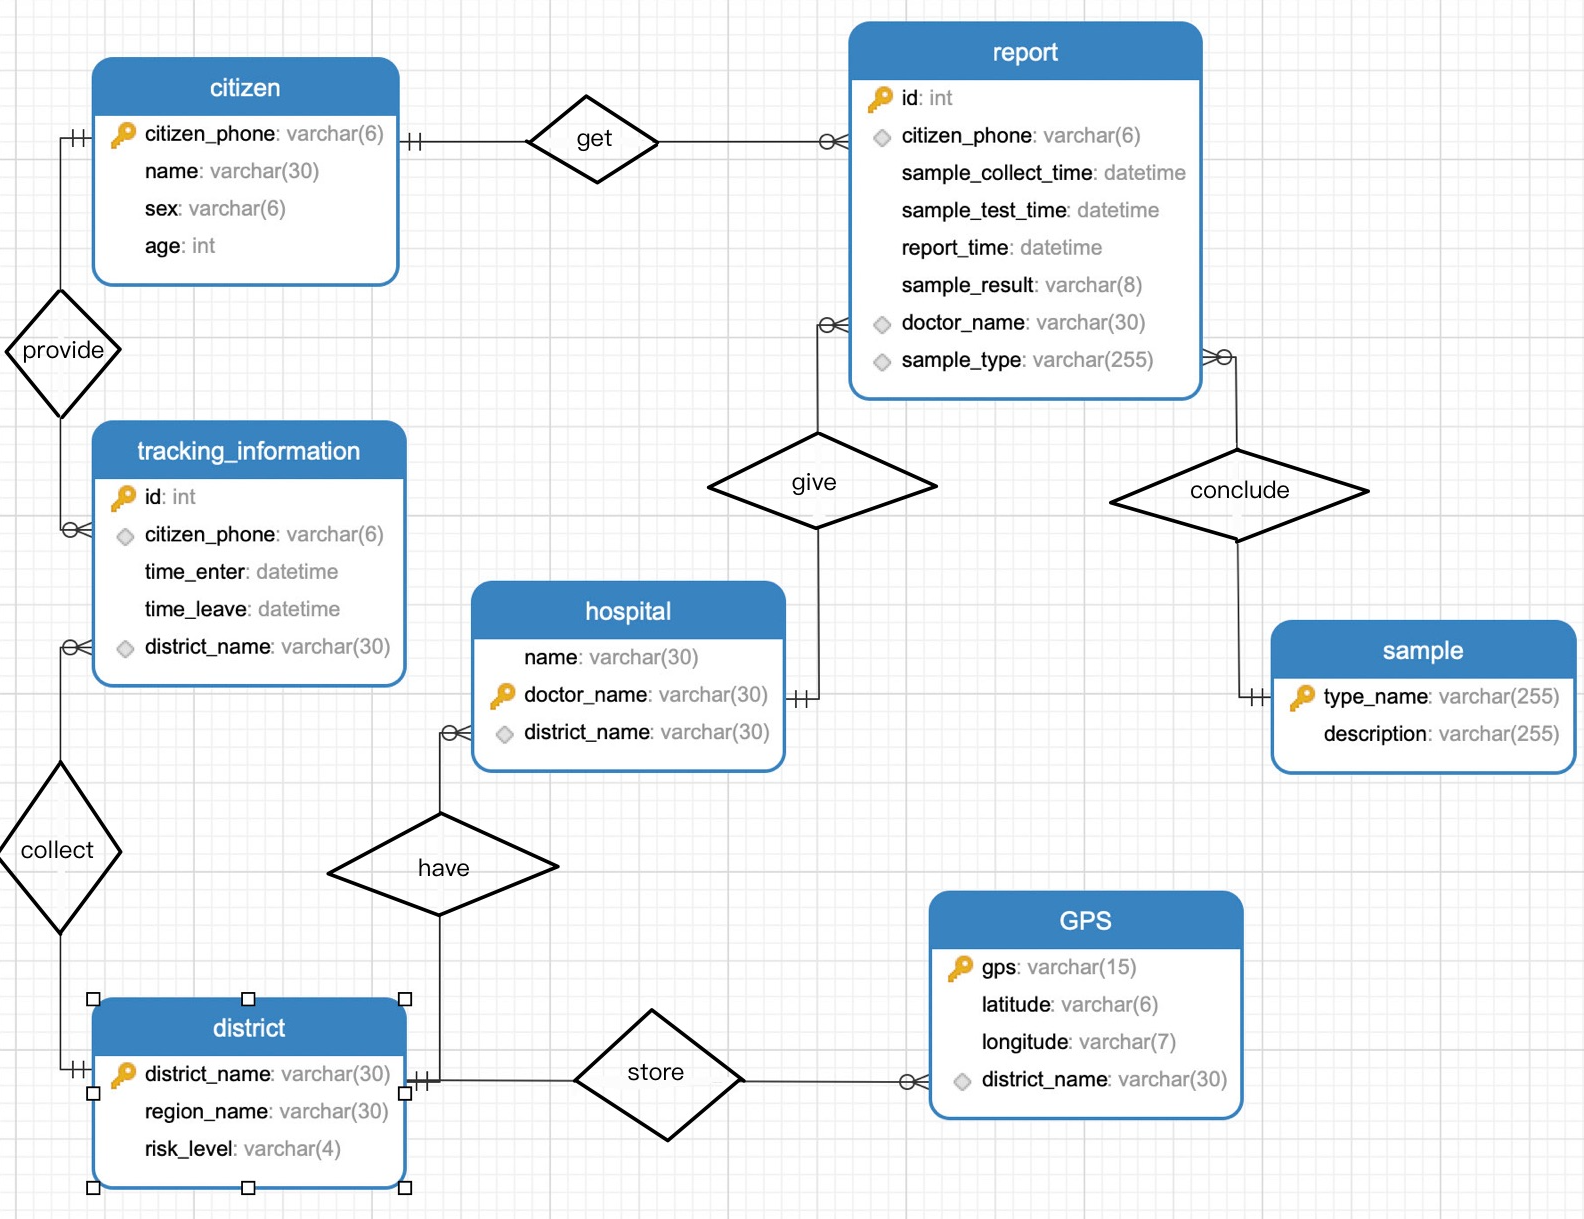 citizen
citizen_phone: varchar(6)
name: varchar(30)
sex: varchar(6)
age: int
get
report
id: int
citizen_phone: varchar(6)
sample_collect_time: datetime
sample_test_time: datetime
report_time: datetime
sample_result: varchar(8)
doctor_name: varchar(30)
sample_type: varchar(255)
provide
tracking_information
id: int
citizen_phone: varchar(6)
time_enter: datetime
time_leave: datetime
district_name: varchar(30)
give
conclude
hospital
name: varchar(30)
doctor_name: varchar(30)
district_name: varchar(30)
sample
type_name: varchar(255)
description: varchar(255)
collect
have
district
district_name: varchar(30)
region_name: varchar(30)
risk_level: varchar(4)
store
GPS
gps: varchar(15)
latitude: varchar(6)
longitude: varchar(7)
district_name: varchar(30)